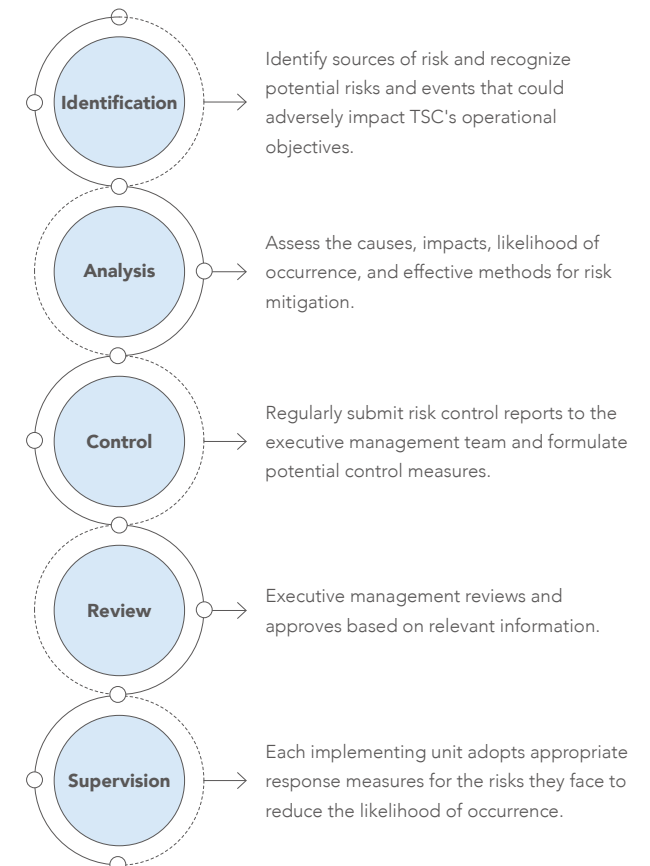 Identification
Identify sources of risk and recognize
potential risks and events that could
adversely impact TSC's operational
objectives.
Analysis
Assess the causes, impacts, likelihood of
occurrence, and effective methods for risk
mitigation.
Control
Regularly submit risk control reports to the
executive management team and formulate
potential control measures.
Review
Executive management reviews and
approves based on relevant information.
Supervision
Each implementing unit adopts appropriate
response measures for the risks they face to
reduce the likelihood of occurrence.